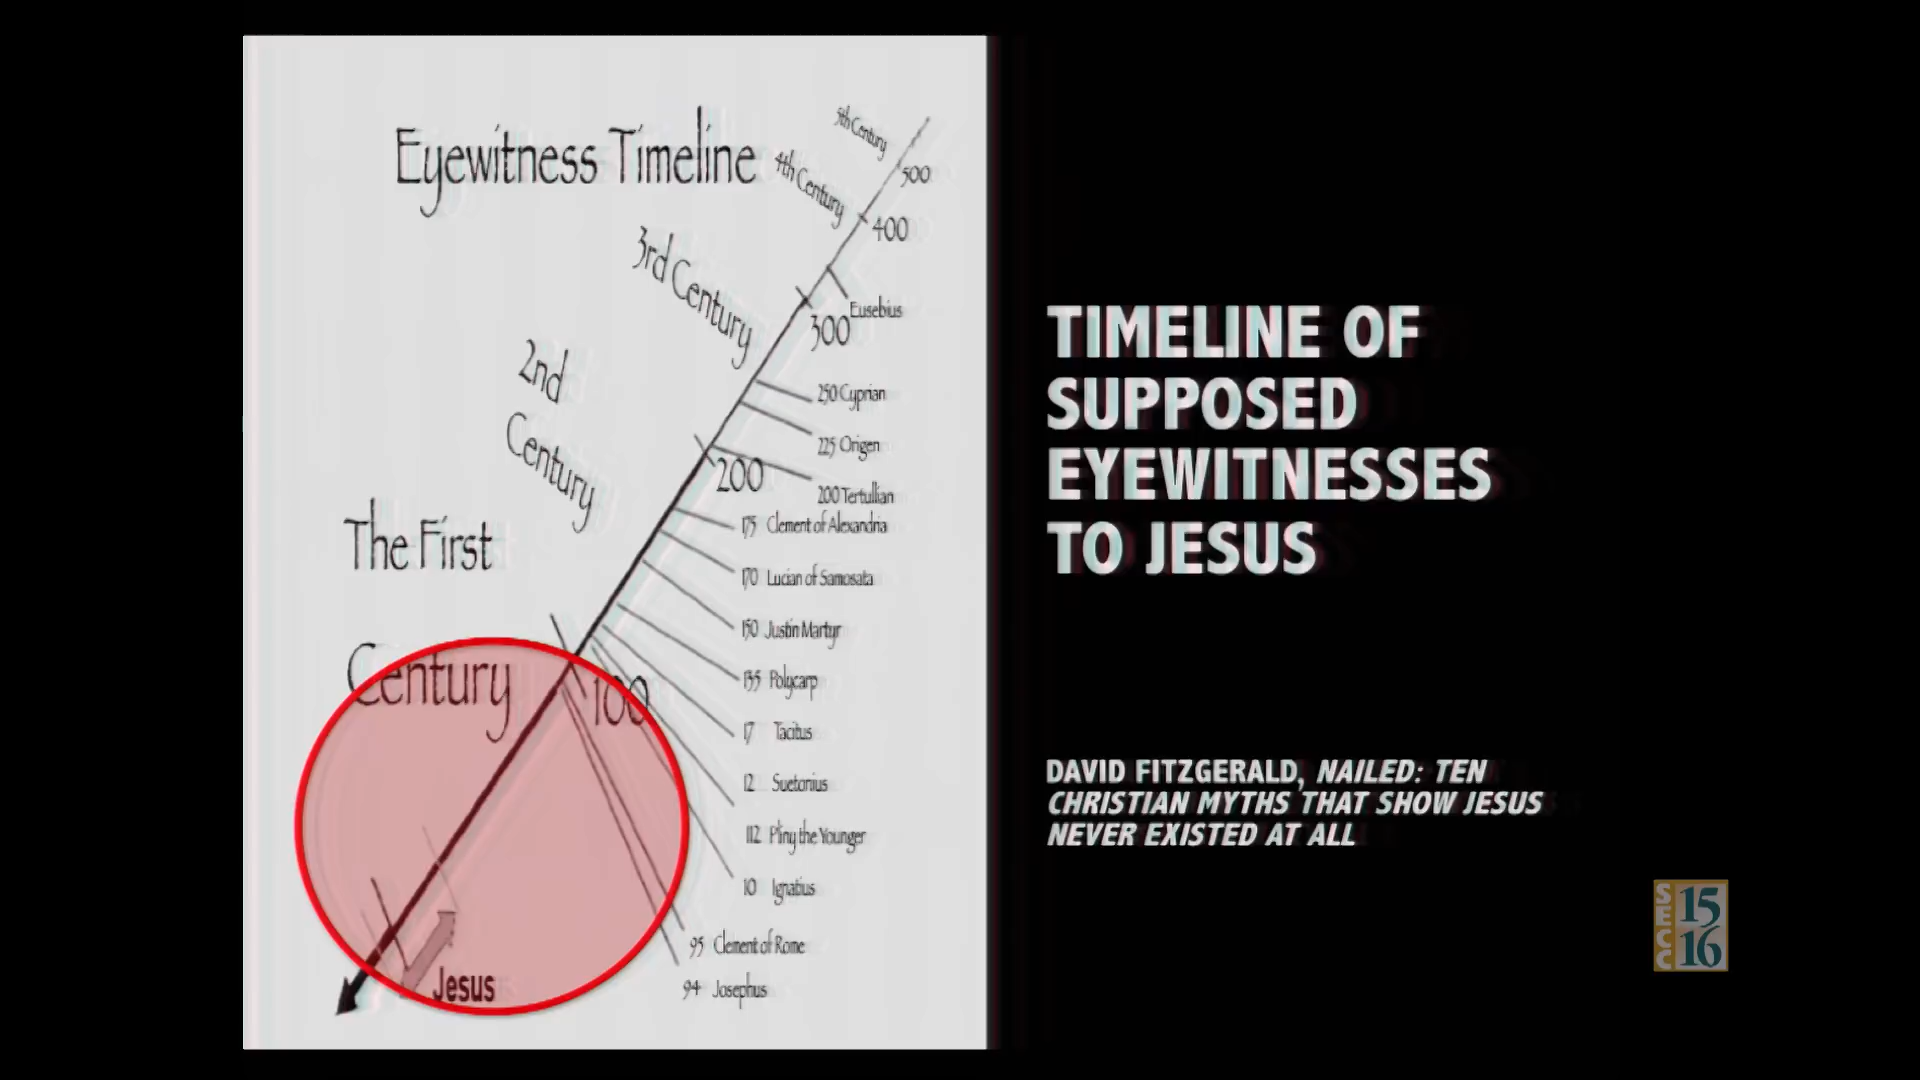 Eyewitness Timeline
5th Century
500
4th Century
400
3rd Century
Eusebius
300
2nd
Century
250 Cyprian
225 Origen
200
200 Tertullian
175 Clement of Alexandria
The First
Century
170 Lucian of Samosata
150 Justin Martyr
100
135 Polycarp
17 Tacitus
12 Suetonius
112 Pliny the Younger
10 Ignatius
95 Clement of Rome
94 Josephus
Jesus
TIMELINE OF
SUPPOSED
EYEWITNESSES
TO JESUS
DAVID FITZGERALD, NAILED: TEN
CHRISTIAN MYTHS THAT SHOW JESUS
NEVER EXISTED AT ALL
SECC
15
16